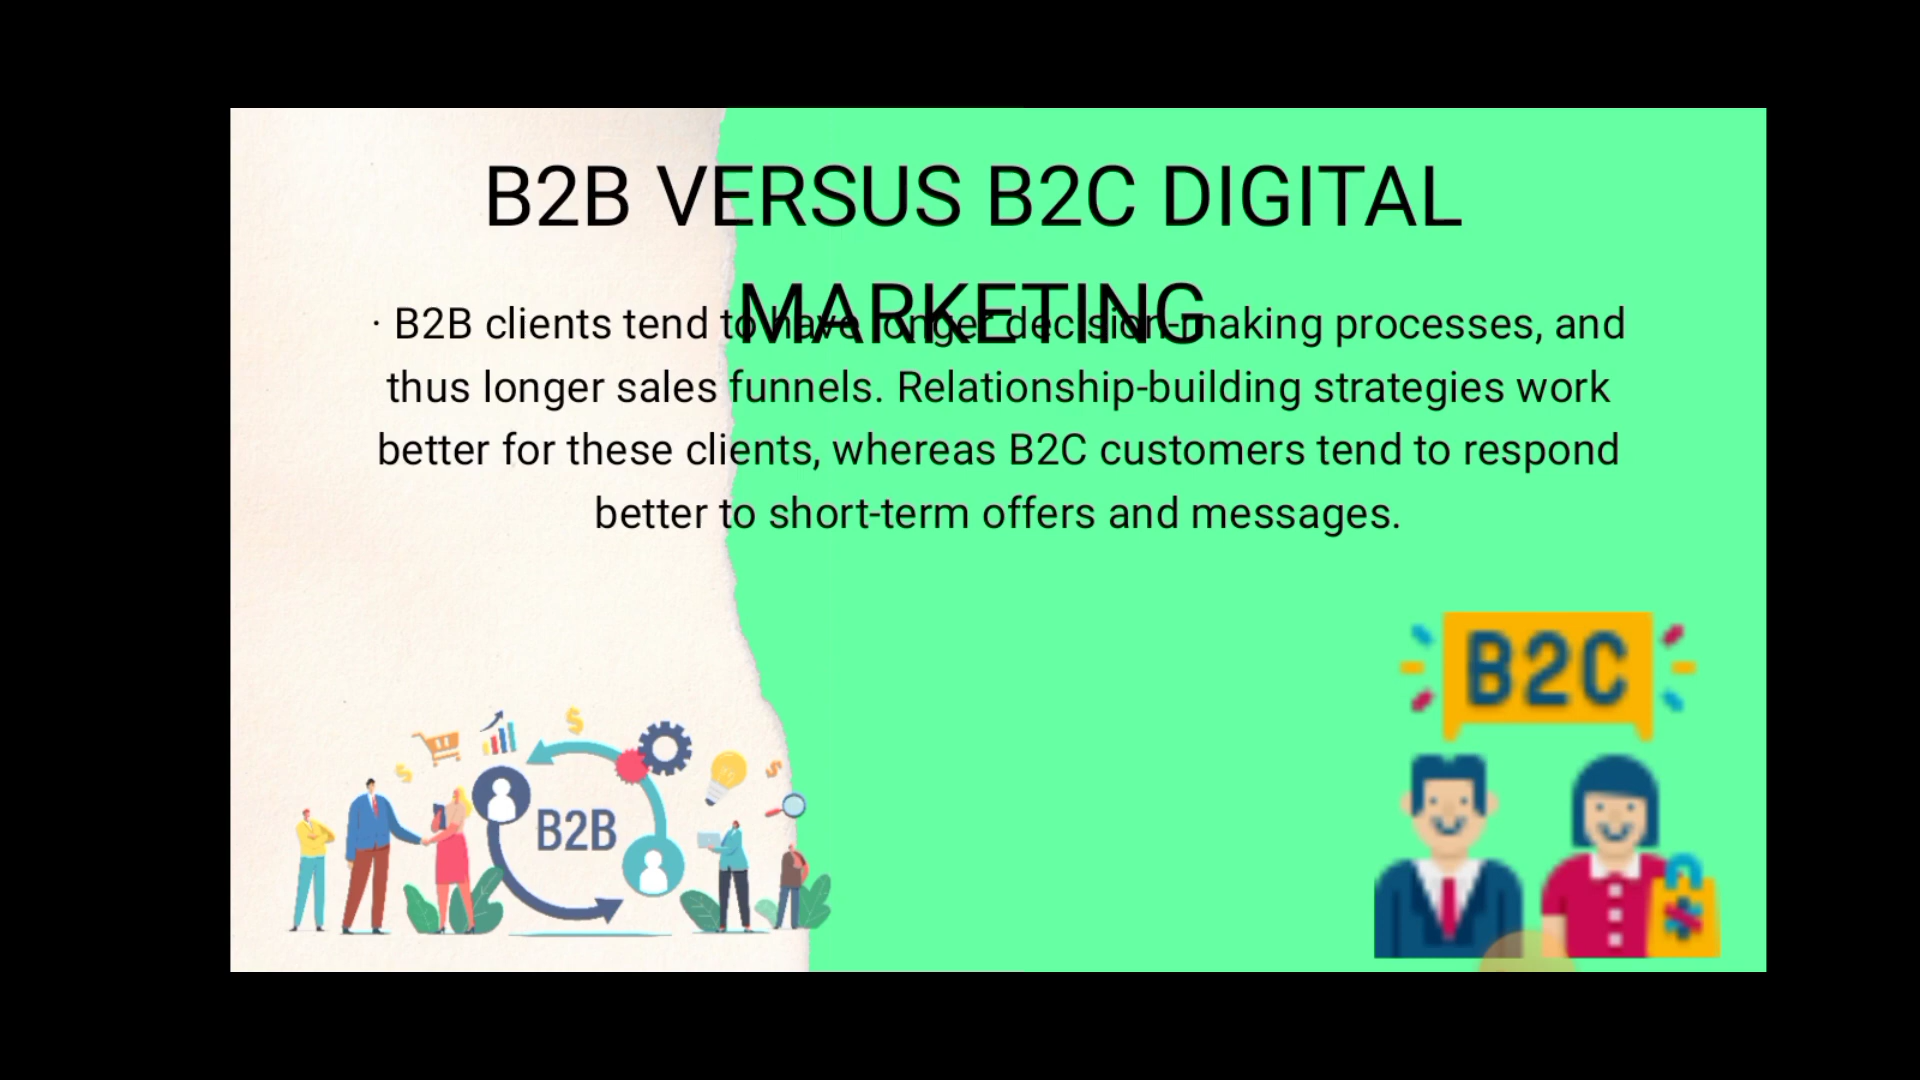 B2B VERSUS B2C DIGITAL
MARKETING
· B2B clients tend to have longer decision-making processes, and
thus longer sales funnels. Relationship-building strategies work
better for these clients, whereas B2C customers tend to respond
better to short-term offers and messages.
B2C
B2B